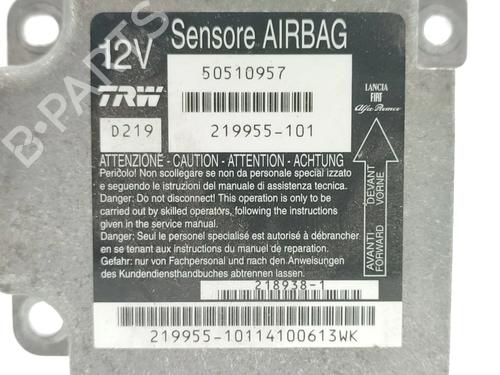 12V Sensore AIRBAG
50510957
TRW
LANCIA
FIAT
Alfa Romeo
D219
219955-101
ATTENZIONE - CAUTION - ATTENTION - ACHTUNG
Pericolo! Non scollegare se non da personale special izzato
e seguendo le istruzioni del manuale di assistenza tecnica.
Danger: Do not disconnect! This operation is only to be
carried out by skilled operators, following the instructions
given in the service manual.
Danger: Seul le personel specialisé est autorisé à débrancher
en se tenant aux instructions du manuel de reparation.
Gefahr: nur von Fachpersonal und nach den Anweisungen
des Kundendiensthandbuches abtrennen lassen.
AVANTI DEVANT
FORWARD VORNE
218938-1
219955-10114100613WK
B-PARTS